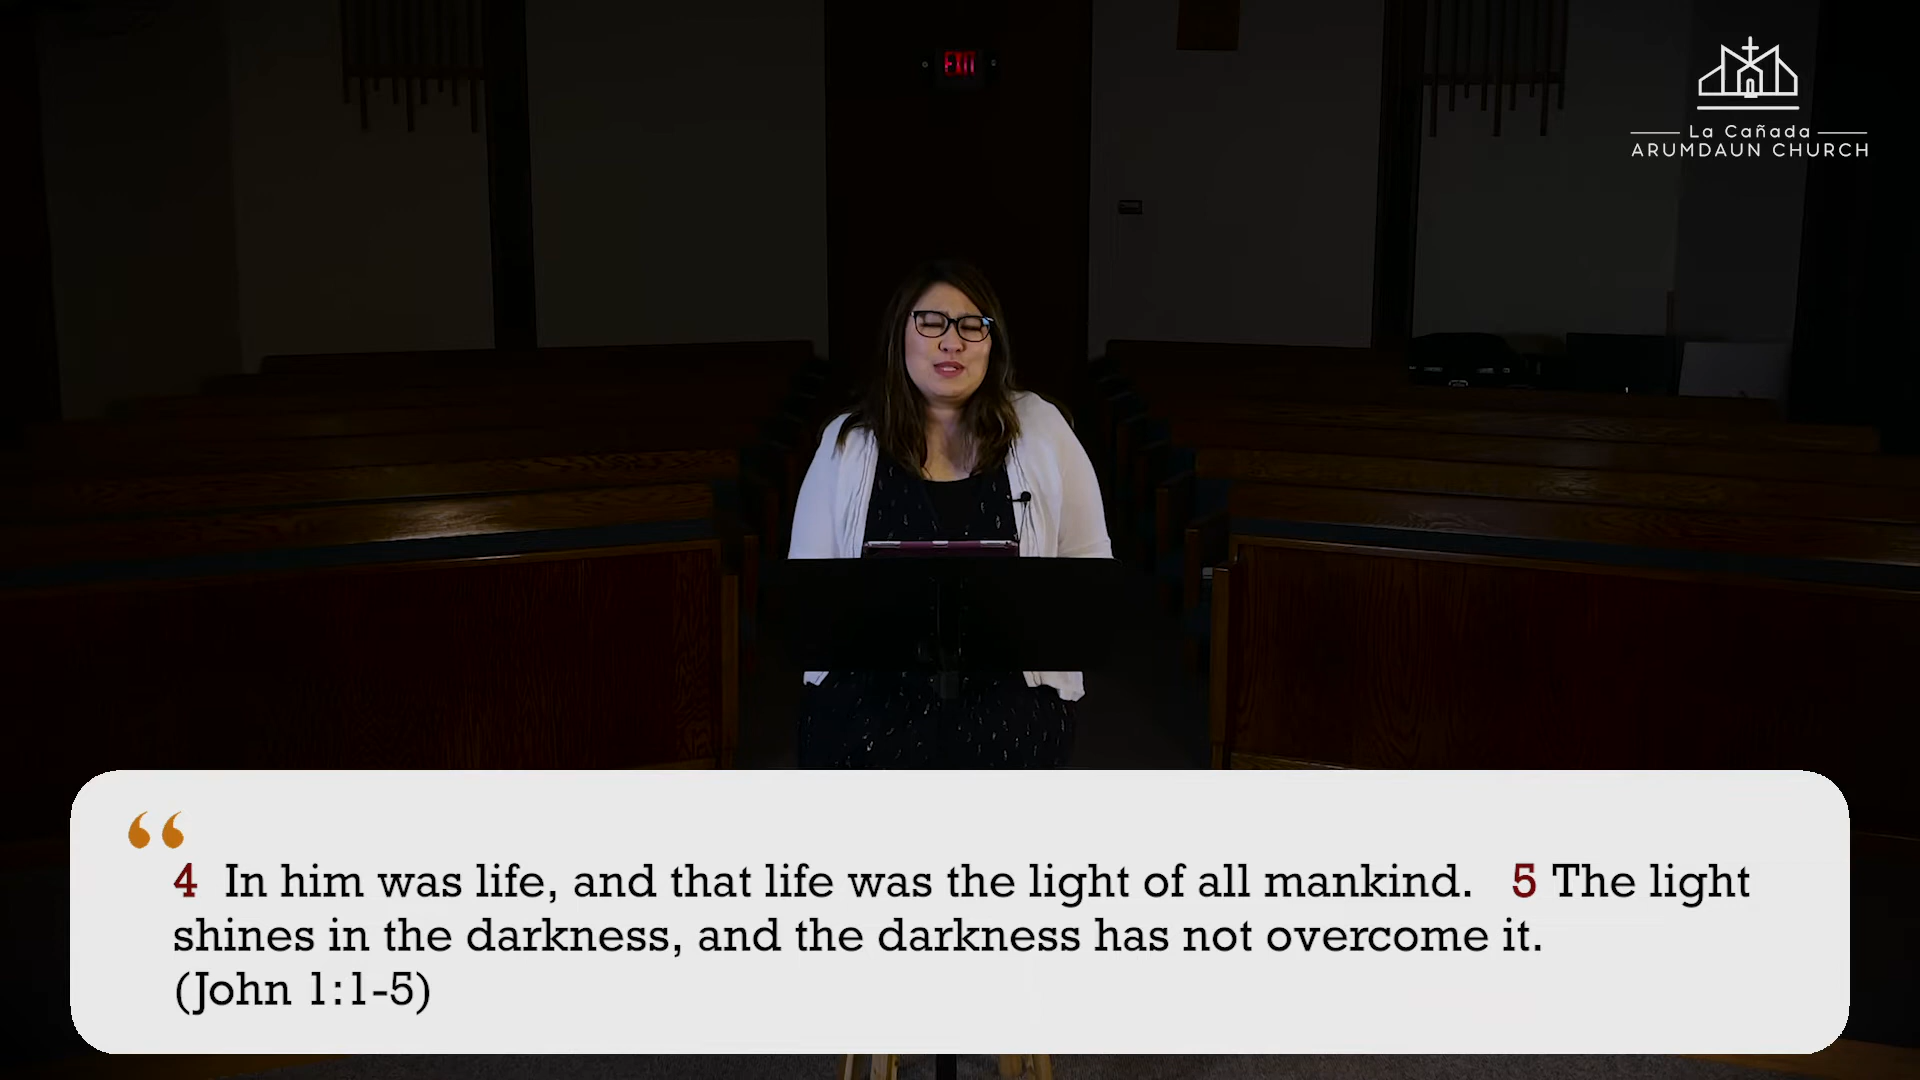 EXIT
La Cañada
ARUMDAUN CHURCH
“
4 In him was life, and that life was the light of all mankind. 5 The light
shines in the darkness, and the darkness has not overcome it.
(John 1:1-5)